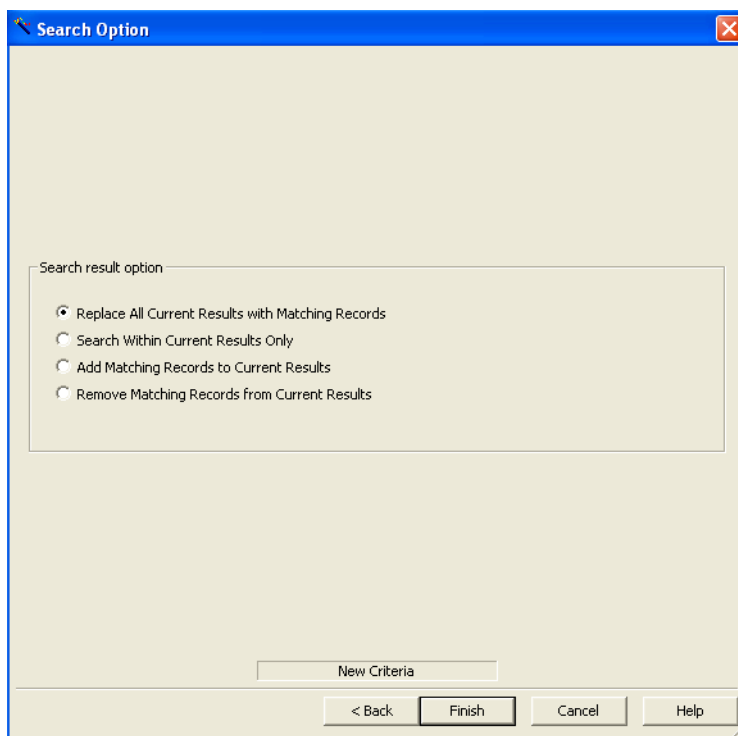 Search Option
Search result option
Replace All Current Results with Matching Records
Search Within Current Results Only
Add Matching Records to Current Results
Remove Matching Records from Current Results
New Criteria
< Back Finish Cancel Help